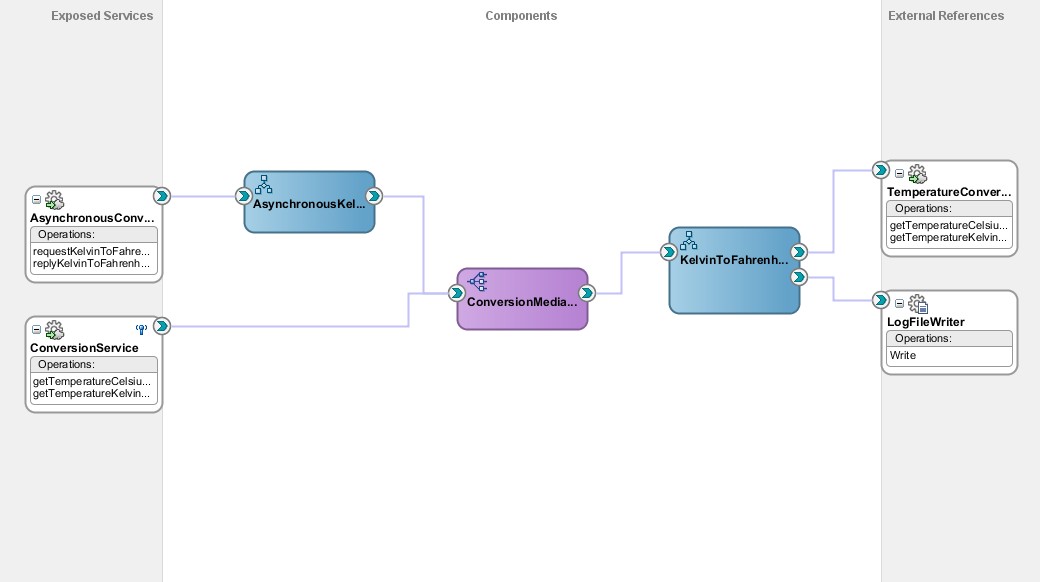 Exposed Services
Components
External References
AsynchronousConv...
Operations:
requestKelvinToFahre...
replyKelvinToFahrenh...
ConversionService
Operations:
getTemperatureCelsiu...
getTemperatureKelvin...
AsynchronousKel...
ConversionMedia...
KelvinToFahrenh...
TemperatureConver...
Operations:
getTemperatureCelsiu...
getTemperatureKelvin...
LogFileWriter
Operations:
Write